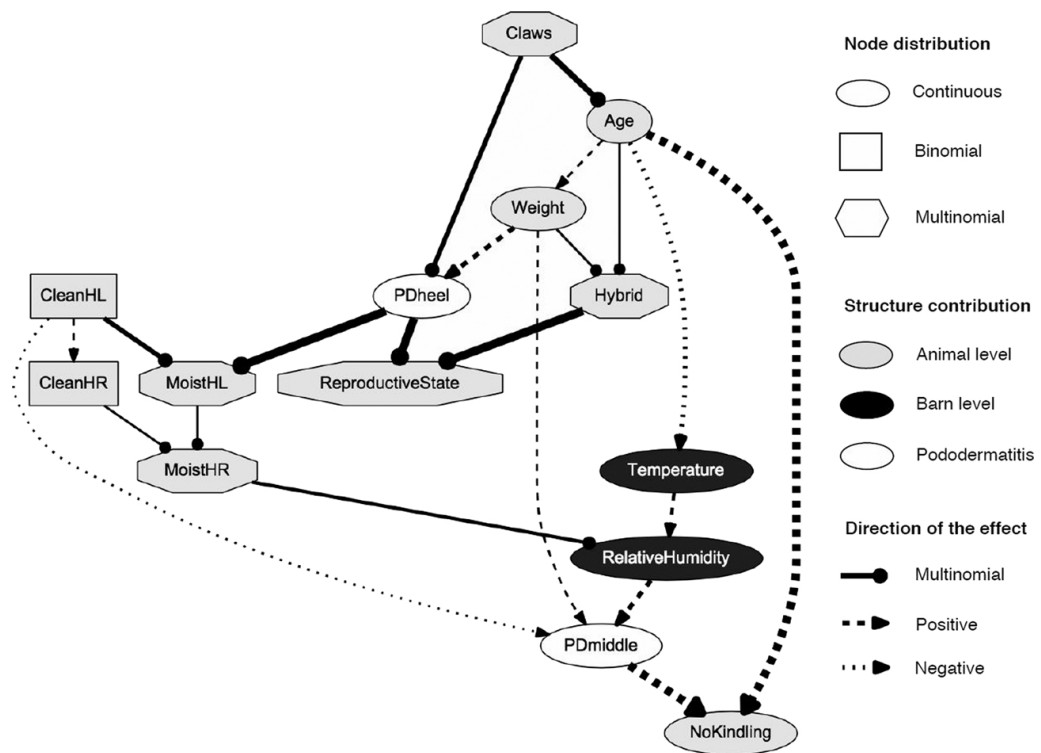 Claws
Age
Weight
PDheel
Hybrid
CleanHL
CleanHR
MoistHL
ReproductiveState
MoistHR
Temperature
RelativeHumidity
PDmiddle
NoKindling
Node distribution
Continuous
Binomial
Multinomial
Structure contribution
Animal level
Barn level
Pododermatitis
Direction of the effect
Multinomial
Positive
Negative